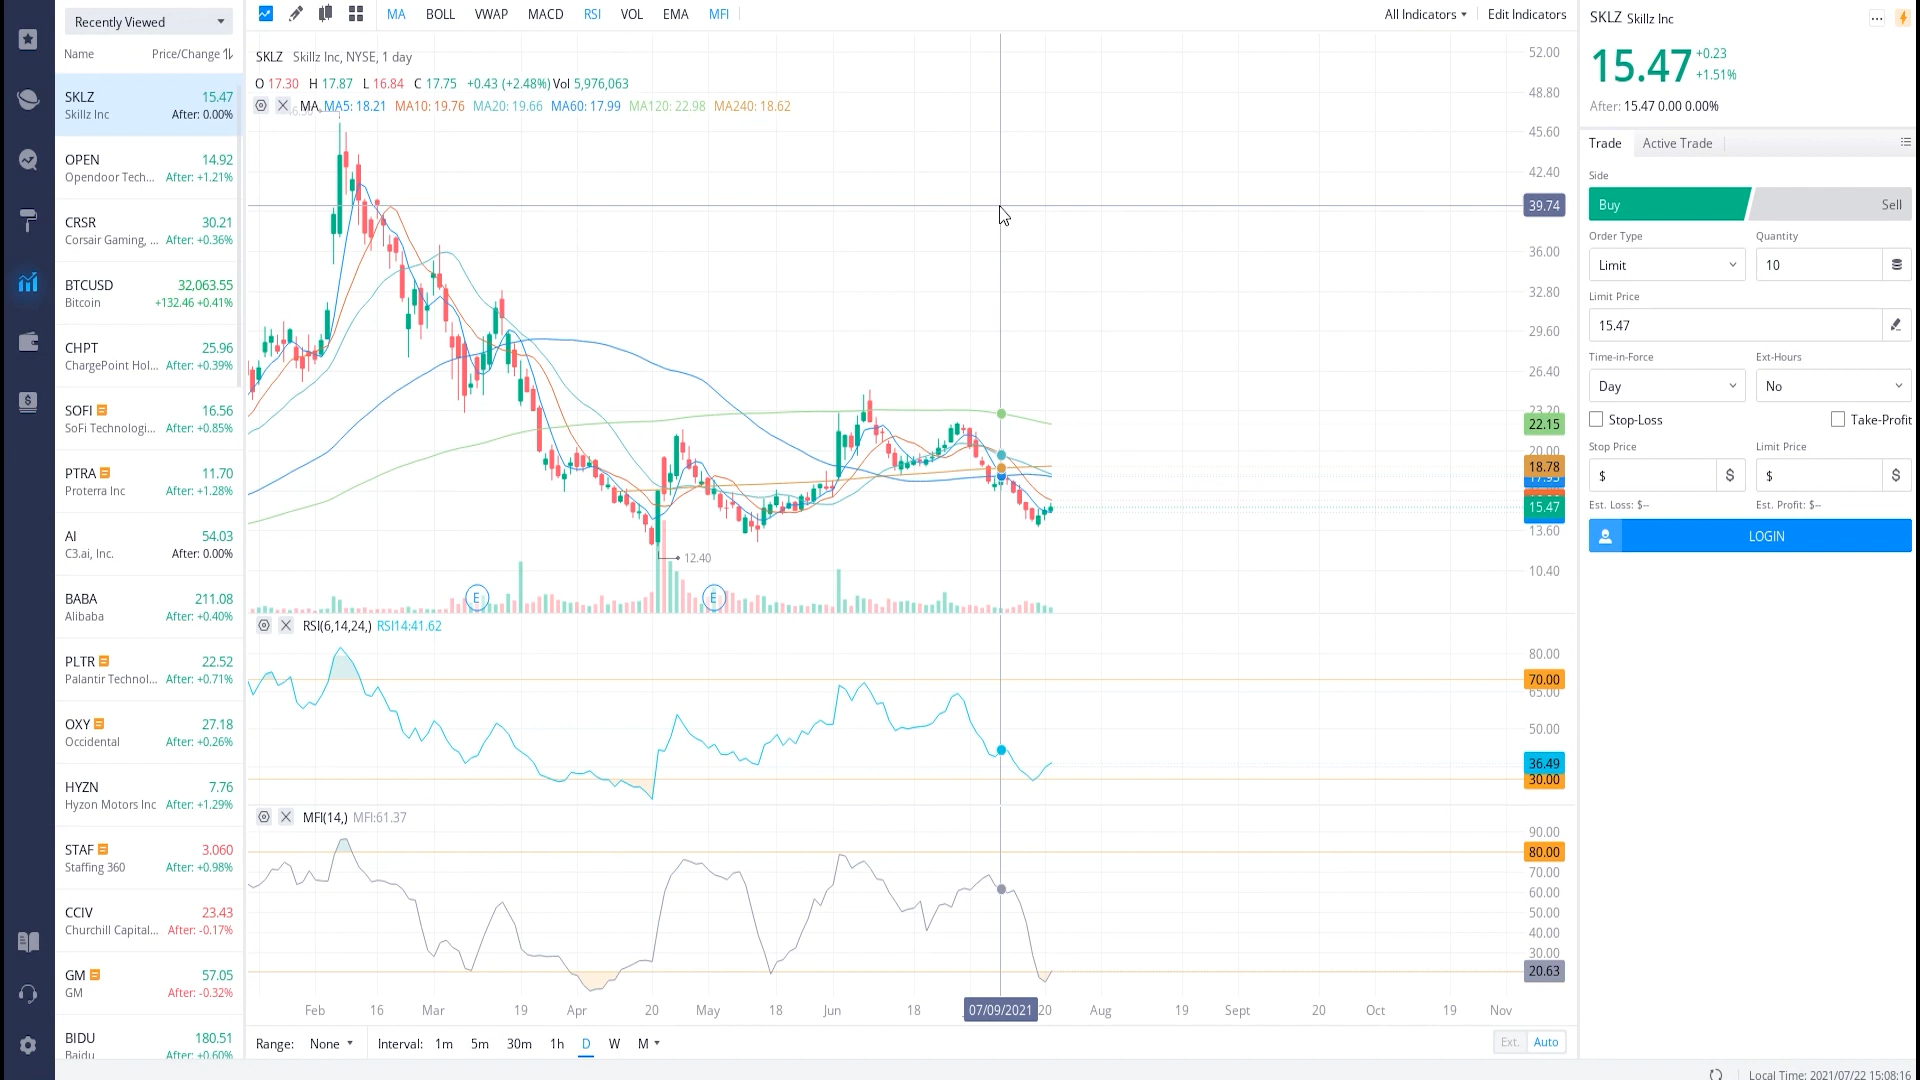 Recently Viewed
Name Price/Change
SKLZ 15.47
Skillz Inc After: 0.00%
OPEN 14.92
Opendoor Tech... After: +1.21%
CRSR 30.21
Corsair Gaming, ... After: +0.36%
BTCUSD 32,063.55
Bitcoin +132.46 +0.41%
CHPT 25.96
ChargePoint Hol... After: +0.39%
SOFI 16.56
SoFi Technologi... After: +0.85%
PTRA 11.70
Proterra Inc After: +1.28%
AI 54.03
C3.ai, Inc. After: 0.00%
BABA 211.08
Alibaba After: +0.40%
PLTR 22.52
Palantir Technol... After: +0.71%
OXY 27.18
Occidental After: +0.26%
HYZN 7.76
Hyzon Motors Inc After: +1.29%
STAF 3.060
Staffing 360 After: +0.98%
CCIV 23.43
Churchill Capital... After: -0.17%
GM 57.05
GM After: -0.32%
BIDU 180.51
Baidu After: +0.60%
MA BOLL VWAP MACD RSI VOL EMA MFI
All Indicators Edit Indicators
SKLZ Skillz Inc, NYSE, 1 day
O 17.30 H 17.87 L 16.84 C 17.75 +0.43 (+2.48%) Vol 5,976,063
MA MA5: 18.21 MA10: 19.76 MA20: 19.66 MA60: 17.99 MA120: 22.98 MA240: 18.62
52.00
48.80
45.60
42.40
39.74
36.00
32.80
29.60
26.40
23.20
22.15
20.00
18.78
17.93
15.47
13.60
10.40
12.40
E E
RSI(6,14,24,) RSI14:41.62
80.00
70.00
65.00
50.00
36.49
30.00
MFI(14,) MFI:61.37
90.00
80.00
70.00
60.00
50.00
40.00
30.00
20.63
Feb 16 Mar 19 Apr 20 May 18 Jun 18 07/09/2021 20 Aug 19 Sept 20 Oct 19 Nov
Range: None Interval: 1m 5m 30m 1h D W M
Ext. Auto
SKLZ Skillz Inc
15.47 +0.23
+1.51%
After: 15.47 0.00 0.00%
Trade Active Trade
Side
Buy Sell
Order Type Quantity
Limit 10
Limit Price
15.47
Time-in-Force Ext-Hours
Day No
Stop-Loss Take-Profit
Stop Price Limit Price
$ $ $ $
Est. Loss: $-- Est. Profit: $--
LOGIN
Local Time: 2021/07/22 15:08:16